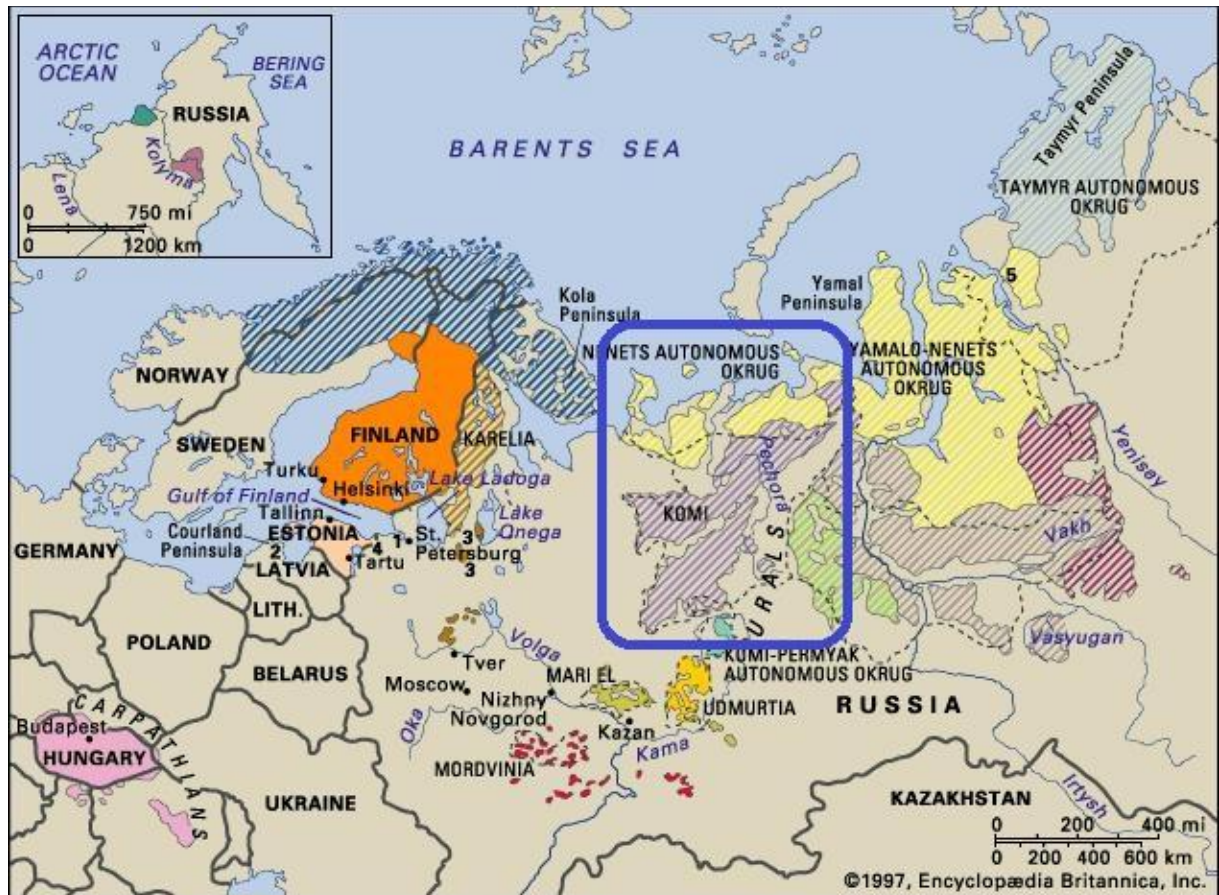 ARCTIC
OCEAN
BERING
SEA
RUSSIA
Kolyma
Lena
0 750 mi
0 1200 km
BARENTS SEA
Taymyr Peninsula
TAYMYR AUTONOMOUS
OKRUG
5
Yamal
Peninsula
Kola
Peninsula
NENETS AUTONOMOUS
OKRUG
YAMALO-NENETS
AUTONOMOUS
OKRUG
NORWAY
SWEDEN
FINLAND
KARELIA
Turku
Helsinki
Lake Ladoga
Gulf of Finland
Tallinn
Lake
Onega
Courland
Peninsula
ESTONIA
St.
Petersburg
1
2
3
3
4
Tartu
LATVIA
LITH.
GERMANY
POLAND
BELARUS
KOMI
Pechora
URALS
Yenisey
Vakh
Vasyugan
KOMI-PERMYAK
AUTONOMOUS OKRUG
Volga
Tver
Moscow
Nizhny
Novgorod
MARI EL
Kazan
UDMURTIA
RUSSIA
Oka
Kama
MORDVINIA
CARPATHIANS
Budapest
HUNGARY
UKRAINE
KAZAKHSTAN
Irtysh
0 200 400 mi
0 200 400 600 km
©1997, Encyclopædia Britannica, Inc.